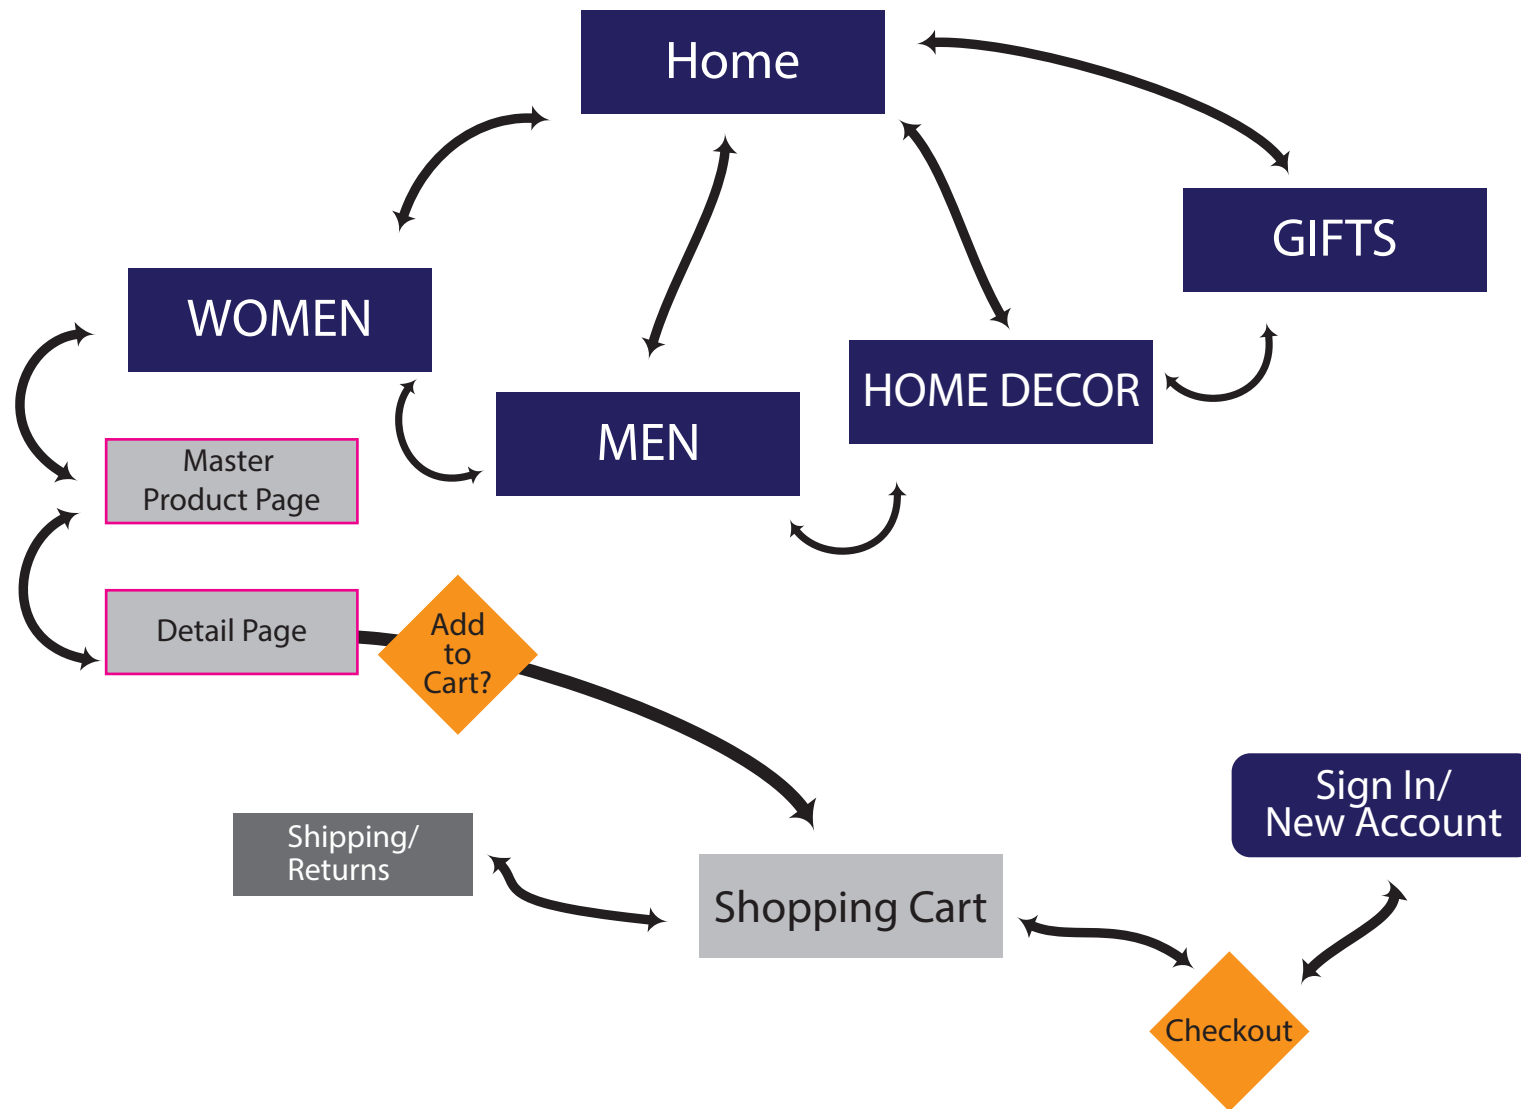 Home
GIFTS
WOMEN
HOME DECOR
MEN
Master
Product Page
Detail Page
Add
to
Cart?
Sign In/
New Account
Shipping/
Returns
Shopping Cart
Checkout